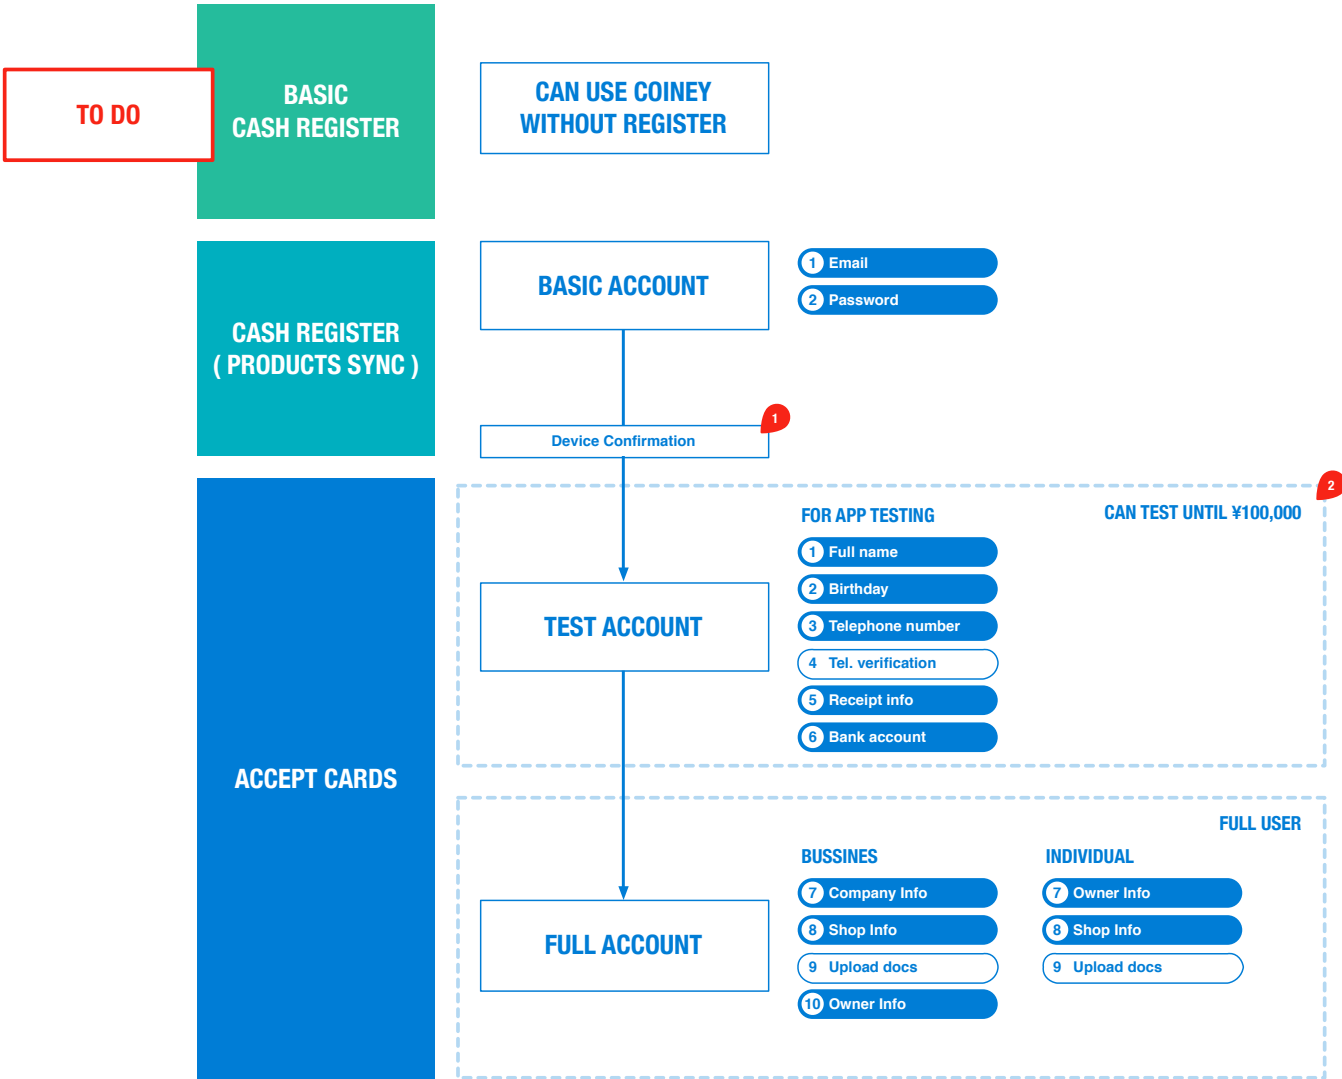 TO DO
BASIC
CASH REGISTER
CAN USE COINEY
WITHOUT REGISTER
CASH REGISTER
( PRODUCTS SYNC )
BASIC ACCOUNT
1 Email
2 Password
Device Confirmation
1
2
ACCEPT CARDS
FOR APP TESTING
CAN TEST UNTIL ¥100,000
TEST ACCOUNT
1 Full name
2 Birthday
3 Telephone number
4 Tel. verification
5 Receipt info
6 Bank account
FULL USER
FULL ACCOUNT
BUSSINES
7 Company Info
8 Shop Info
9 Upload docs
10 Owner Info
INDIVIDUAL
7 Owner Info
8 Shop Info
9 Upload docs